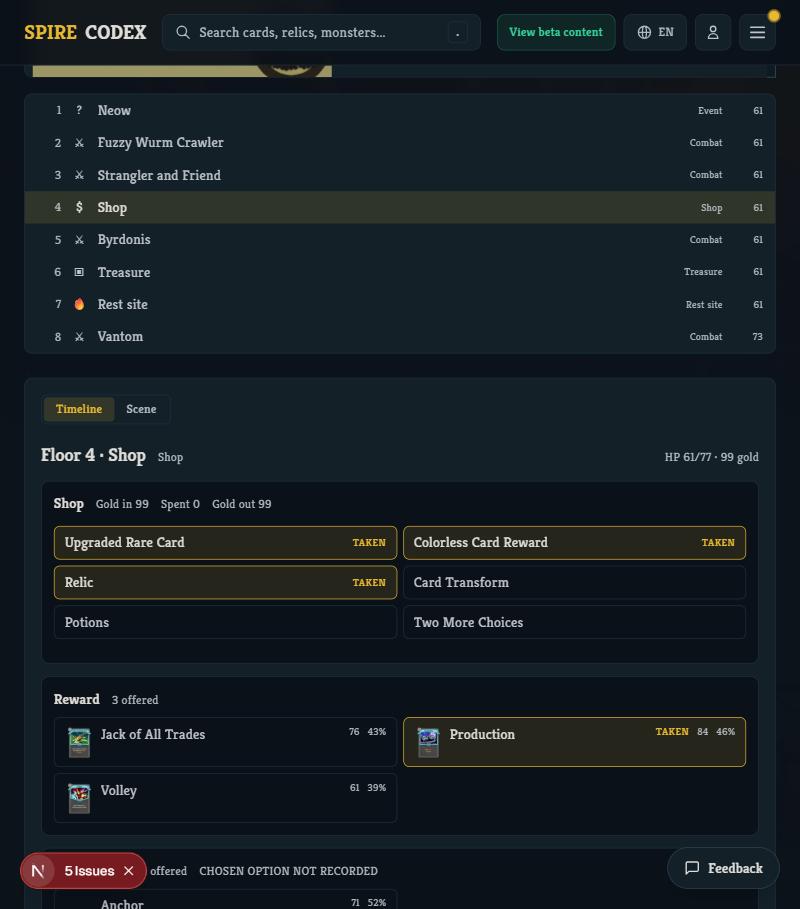 SPIRE CODEX
Search cards, relics, monsters...
.
View beta content
EN
1 ? Neow Event 61
2 Fuzzy Wurm Crawler Combat 61
3 Strangler and Friend Combat 61
4 $ Shop Shop 61
5 Byrdonis Combat 61
6 Treasure Treasure 61
7 Rest site Rest site 61
8 Vantom Combat 73
Timeline Scene
Floor 4 · Shop Shop HP 61/77 · 99 gold
Shop Gold in 99 Spent 0 Gold out 99
Upgraded Rare Card TAKEN Colorless Card Reward TAKEN
Relic TAKEN Card Transform
Potions Two More Choices
Reward 3 offered
Jack of All Trades 76 43% Production TAKEN 84 46%
Volley 61 39%
N 5 Issues offered CHOSEN OPTION NOT RECORDED Feedback
Anchor 71 52%